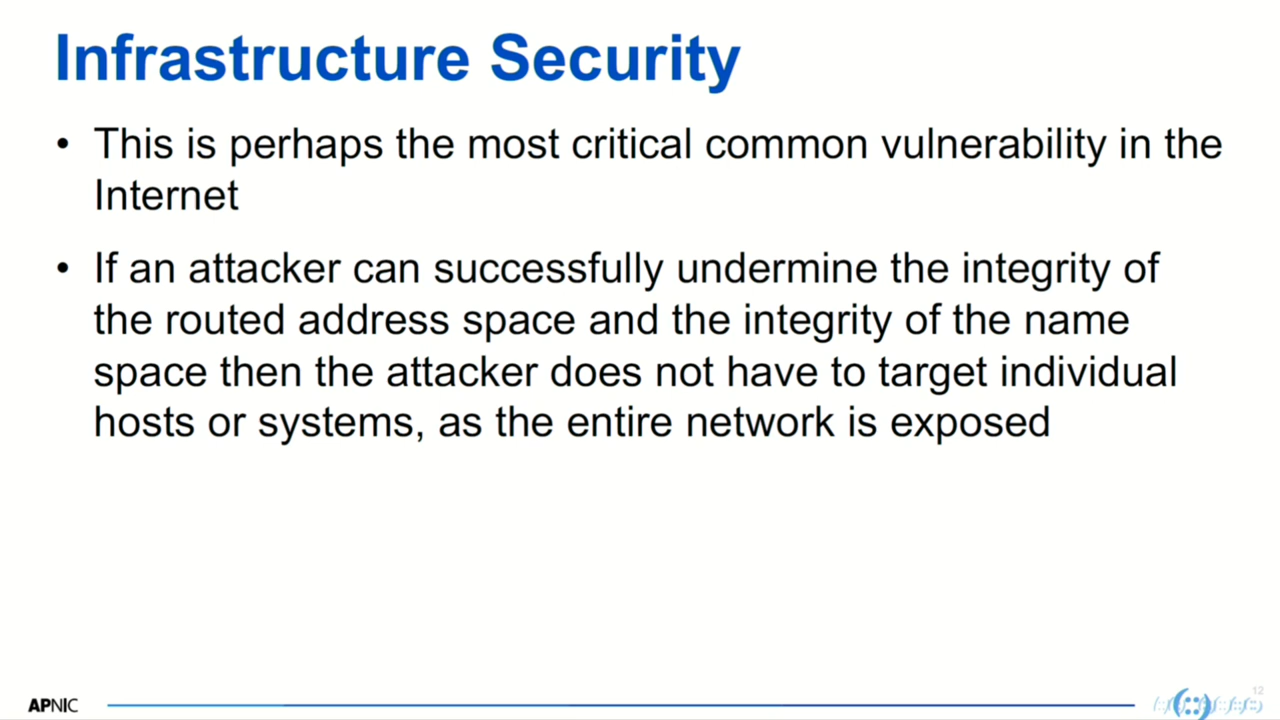 Infrastructure Security
• This is perhaps the most critical common vulnerability in the
Internet
• If an attacker can successfully undermine the integrity of
the routed address space and the integrity of the name
space then the attacker does not have to target individual
hosts or systems, as the entire network is exposed
12
APNIC